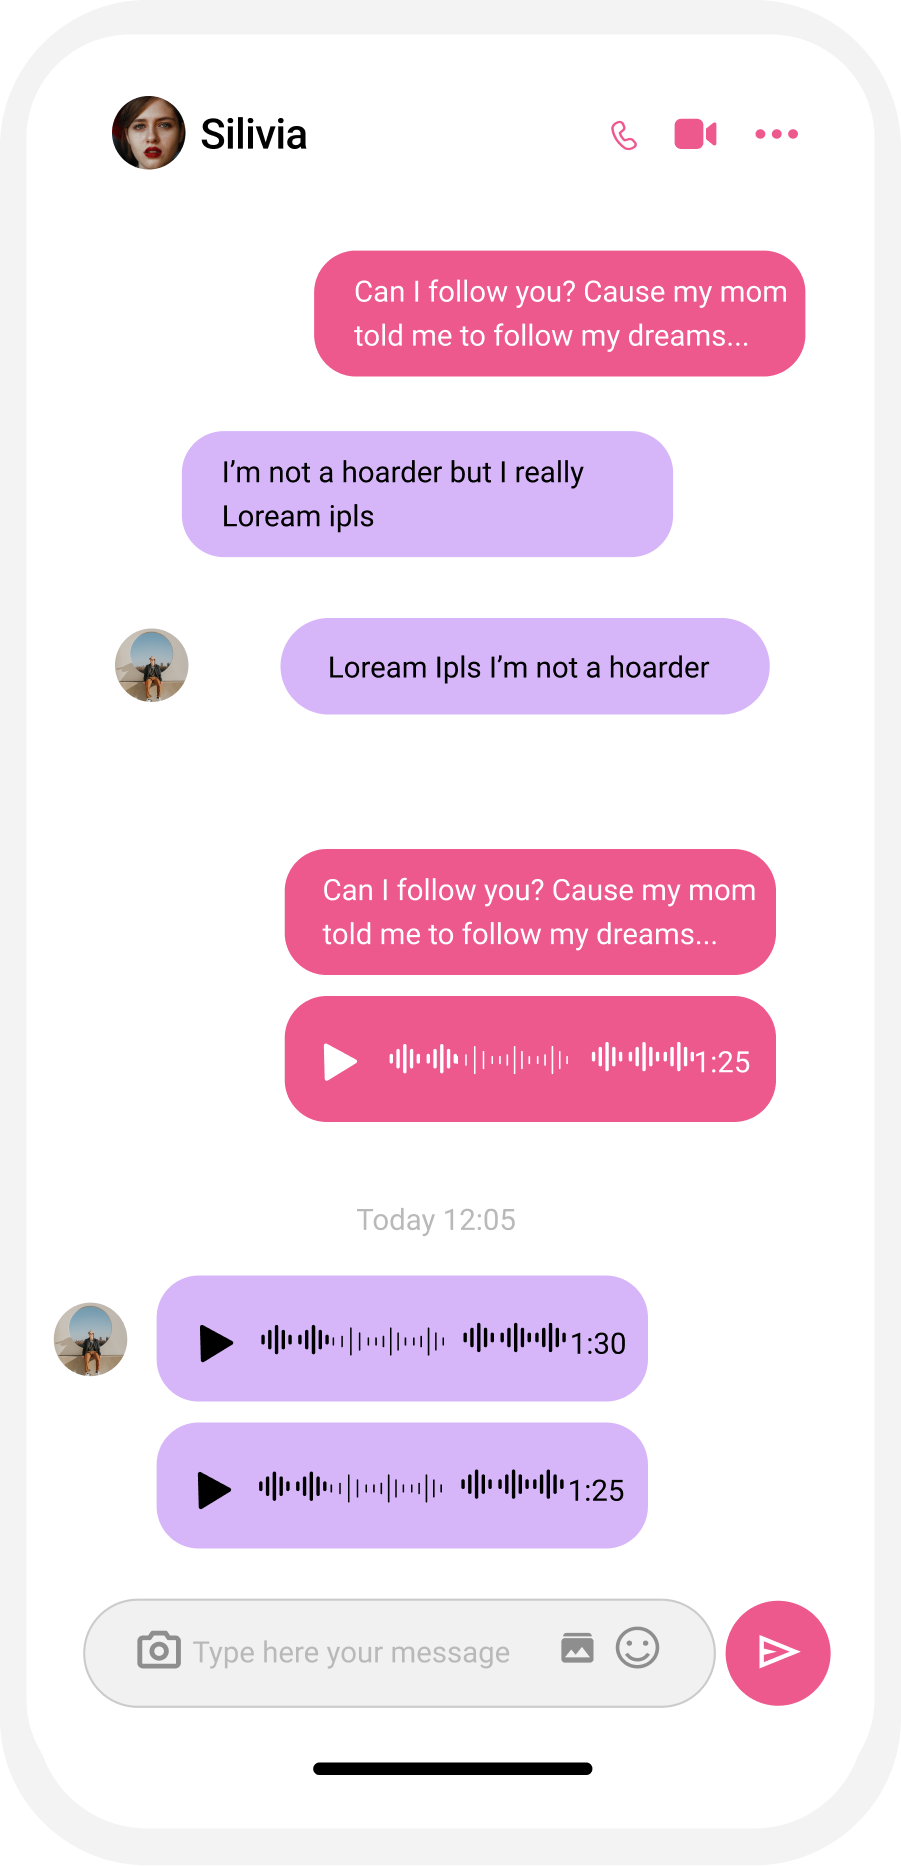 Silivia
Can I follow you? Cause my mom
told me to follow my dreams...
I’m not a hoarder but I really
Loream ipls
Loream Ipls I’m not a hoarder
Can I follow you? Cause my mom
told me to follow my dreams...
1:25
Today 12:05
1:30
1:25
Type here your message